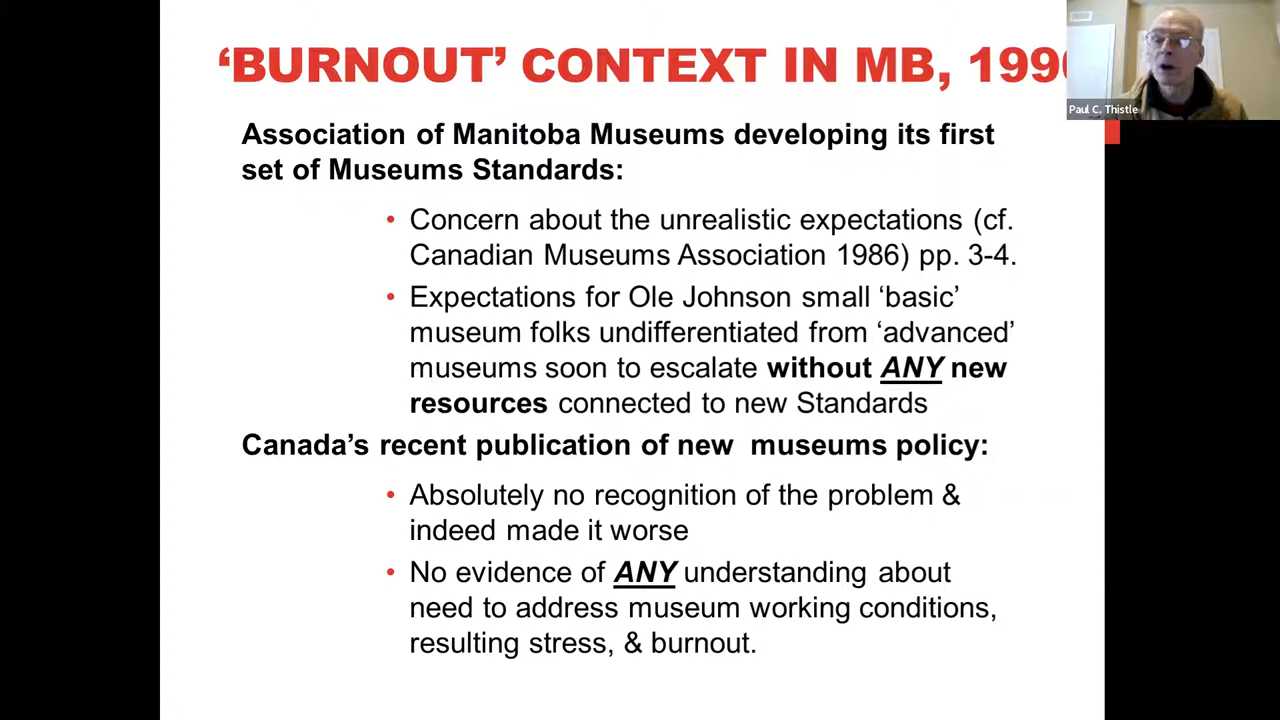 ‘BURNOUT’ CONTEXT IN MB, 199
Paul C. Thistle
Association of Manitoba Museums developing its first
set of Museums Standards:
• Concern about the unrealistic expectations (cf.
Canadian Museums Association 1986) pp. 3-4.
• Expectations for Ole Johnson small ‘basic’
museum folks undifferentiated from ‘advanced’
museums soon to escalate without ANY new
resources connected to new Standards
Canada’s recent publication of new museums policy:
• Absolutely no recognition of the problem &
indeed made it worse
• No evidence of ANY understanding about
need to address museum working conditions,
resulting stress, & burnout.